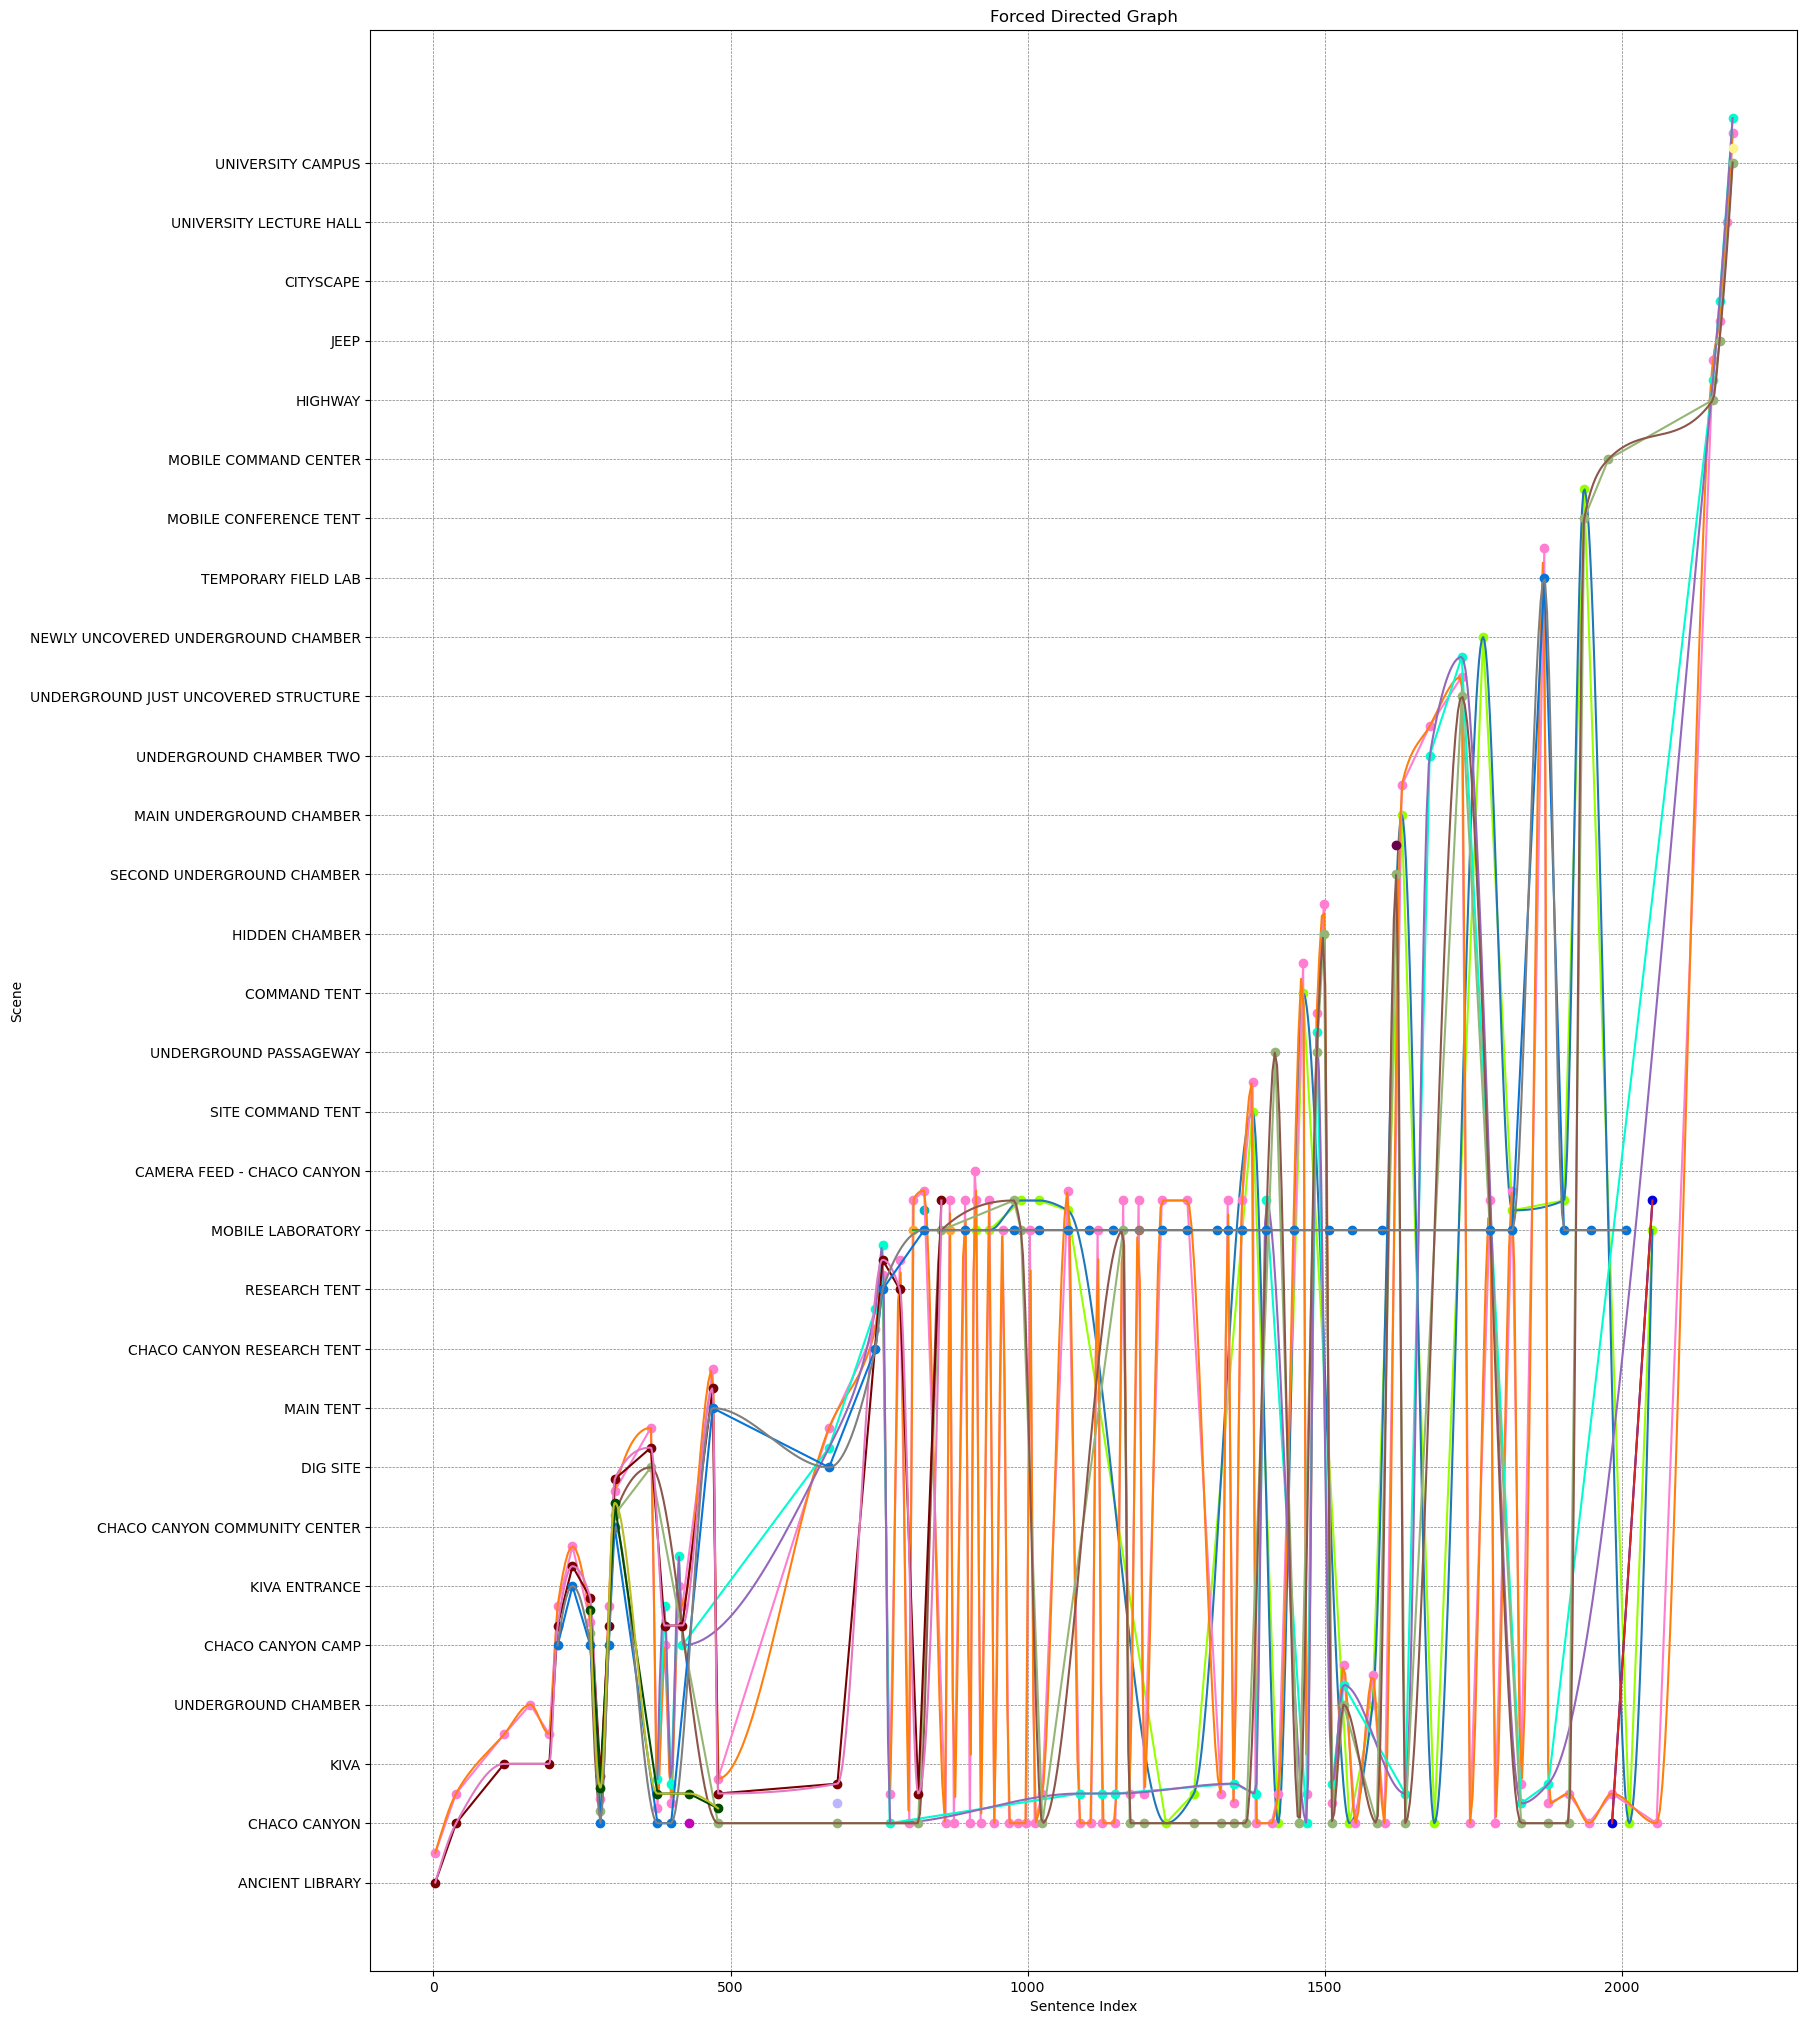 Forced Directed Graph
UNIVERSITY CAMPUS
UNIVERSITY LECTURE HALL
CITYSCAPE
JEEP
HIGHWAY
MOBILE COMMAND CENTER
MOBILE CONFERENCE TENT
TEMPORARY FIELD LAB
NEWLY UNCOVERED UNDERGROUND CHAMBER
UNDERGROUND JUST UNCOVERED STRUCTURE
UNDERGROUND CHAMBER TWO
MAIN UNDERGROUND CHAMBER
SECOND UNDERGROUND CHAMBER
HIDDEN CHAMBER
COMMAND TENT
Scene
UNDERGROUND PASSAGEWAY
SITE COMMAND TENT
CAMERA FEED - CHACO CANYON
MOBILE LABORATORY
RESEARCH TENT
CHACO CANYON RESEARCH TENT
MAIN TENT
DIG SITE
CHACO CANYON COMMUNITY CENTER
KIVA ENTRANCE
CHACO CANYON CAMP
UNDERGROUND CHAMBER
KIVA
CHACO CANYON
ANCIENT LIBRARY
0 500 1000 1500 2000
Sentence Index